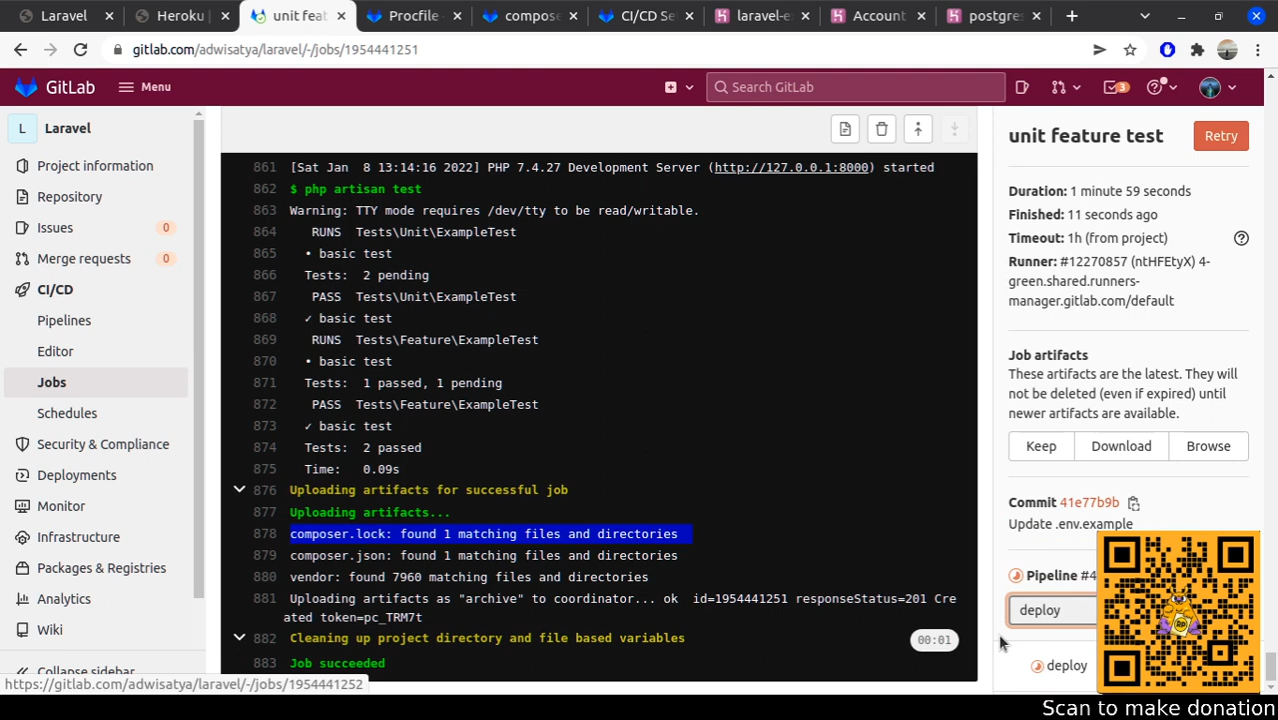 Laravel
Heroku |
unit feat
Procfile -
compose
CI/CD Se
laravel-e
Account
postgre
gitlab.com/adwisatya/laravel/-/jobs/1954441251
GitLab
Menu
Search GitLab
3
L
Laravel
Project information
Repository
Issues 0
Merge requests 0
CI/CD
Pipelines
Editor
Jobs
Schedules
Security & Compliance
Deployments
Monitor
Infrastructure
Packages & Registries
Analytics
Wiki
Collapse sidebar
https://gitlab.com/adwisatya/laravel/-/jobs/1954441252
861 [Sat Jan  8 13:14:16 2022] PHP 7.4.27 Development Server (http://127.0.0.1:8000) started
862 $ php artisan test
863 Warning: TTY mode requires /dev/tty to be read/writable.
864 RUNS  Tests\Unit\ExampleTest
865 • basic test
866 Tests:  2 pending
867 PASS  Tests\Unit\ExampleTest
868 ✓ basic test
869 RUNS  Tests\Feature\ExampleTest
870 • basic test
871 Tests:  1 passed, 1 pending
872 PASS  Tests\Feature\ExampleTest
873 ✓ basic test
874 Tests:  2 passed
875 Time:   0.09s
876 Uploading artifacts for successful job
877 Uploading artifacts...
878 composer.lock: found 1 matching files and directories
879 composer.json: found 1 matching files and directories
880 vendor: found 7960 matching files and directories
881 Uploading artifacts as "archive" to coordinator... ok  id=1954441251 responseStatus=201 Cre
ated token=pc_TRM7t
882 Cleaning up project directory and file based variables 00:01
883 Job succeeded
unit feature test
Retry
Duration: 1 minute 59 seconds
Finished: 11 seconds ago
Timeout: 1h (from project)
Runner: #12270857 (ntHFEtyX) 4-
green.shared.runners-
manager.gitlab.com/default
Job artifacts
These artifacts are the latest. They will
not be deleted (even if expired) until
newer artifacts are available.
Keep
Download
Browse
Commit 41e77b9b
Update .env.example
Pipeline #4
deploy
deploy
Scan to make donation